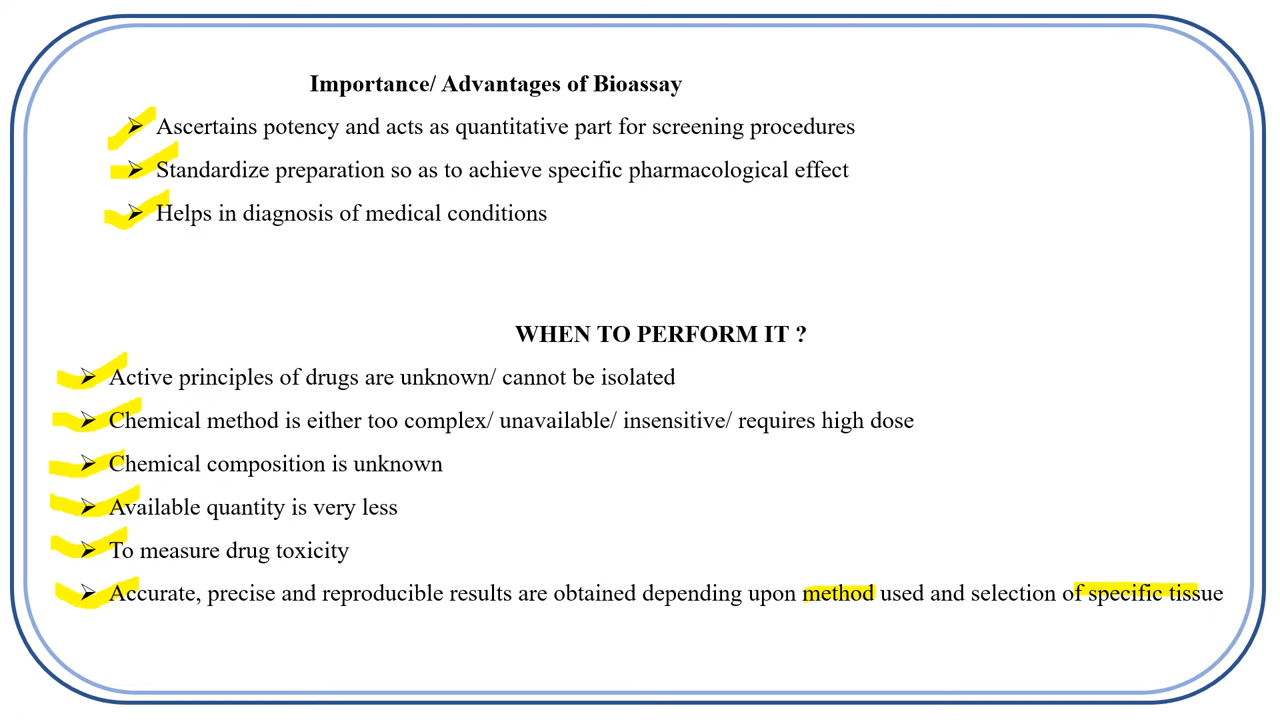 Importance/ Advantages of Bioassay
➢ Ascertains potency and acts as quantitative part for screening procedures
➢ Standardize preparation so as to achieve specific pharmacological effect
➢ Helps in diagnosis of medical conditions
WHEN TO PERFORM IT ?
➢ Active principles of drugs are unknown/ cannot be isolated
➢ Chemical method is either too complex/ unavailable/ insensitive/ requires high dose
➢ Chemical composition is unknown
➢ Available quantity is very less
➢ To measure drug toxicity
➢ Accurate, precise and reproducible results are obtained depending upon method used and selection of specific tissue